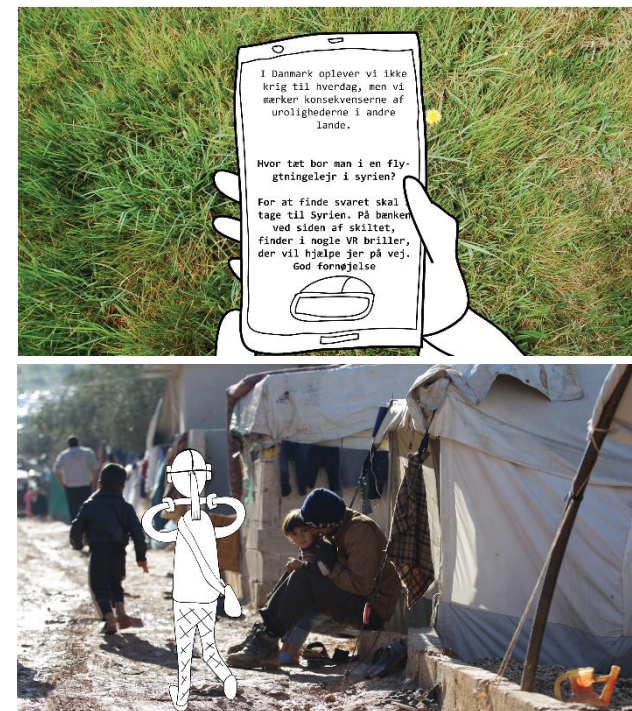 I Danmark oplever vi ikke
krig til hverdag, men vi
mærker konsekvenserne af
urolighederne i andre
lande.
Hvor tæt bor man i en fly-
gtningelejr i syrien?
For at finde svaret skal
tage til Syrien. På bænken
ved siden af skiltet,
finder i nogle VR briller,
der vil hjælpe jer på vej.
God fornøjelse